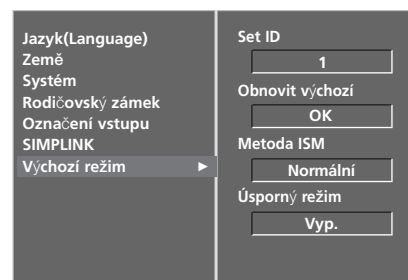 Jazyk(Language)
Země
Systém
Rodičovský zámek
Označení vstupu
SIMPLINK
Výchozí režim ►
Set ID
1
Obnovit výchozí
OK
Metoda ISM
Normální
Úsporný režim
Vyp.